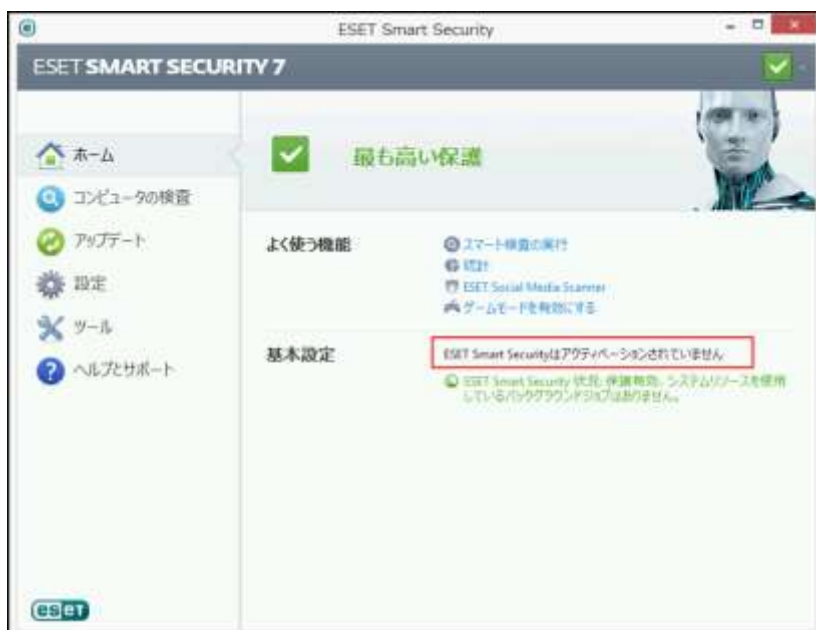 ESET Smart Security
ESET SMART SECURITY 7
ホーム
コンピュータの検査
アップデート
設定
ツール
ヘルプとサポート
最も高い保護
よく使う機能
スマート検査の実行
統計
ESET Social Media Scanner
ゲームモードを有効にする
基本設定
ESET Smart Securityはアクティベーションされていません
ESET Smart Security 状況: 保護有効、システムリソースを使用
しているバックグラウンドジョブはありません。
eset